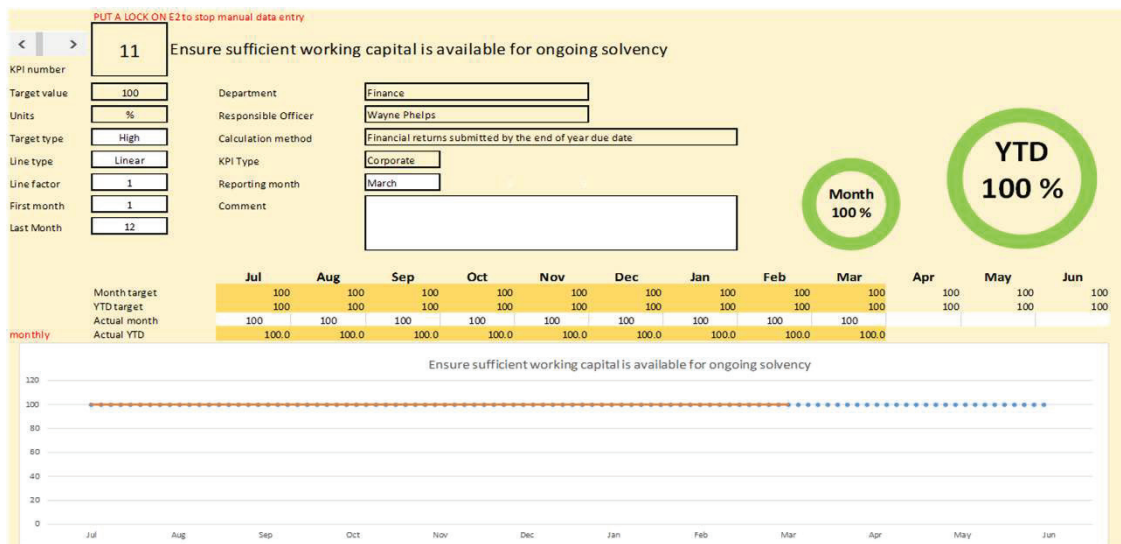 PUT A LOCK ON E2 to stop manual data entry
< >
11 Ensure sufficient working capital is available for ongoing solvency
KPI number
Target value 100 Department Finance
Units % Responsible Officer Wayne Phelps
Target type High Calculation method Financial returns submitted by the end of year due date
Line type Linear KPI Type Corporate
Line factor 1 Reporting month March
First month 1 Comment
Last Month 12
Month
100 %
YTD
100 %
Jul Aug Sep Oct Nov Dec Jan Feb Mar Apr May Jun
Month target 100 100 100 100 100 100 100 100 100 100 100 100
YTD target 100 100 100 100 100 100 100 100 100 100 100 100
Actual month 100 100 100 100 100 100 100 100 100
monthly Actual YTD 100.0 100.0 100.0 100.0 100.0 100.0 100.0 100.0 100.0
Ensure sufficient working capital is available for ongoing solvency
120
100
80
60
40
20
0
Jul Aug Sep Oct Nov Dec Jan Feb Mar Apr May Jun